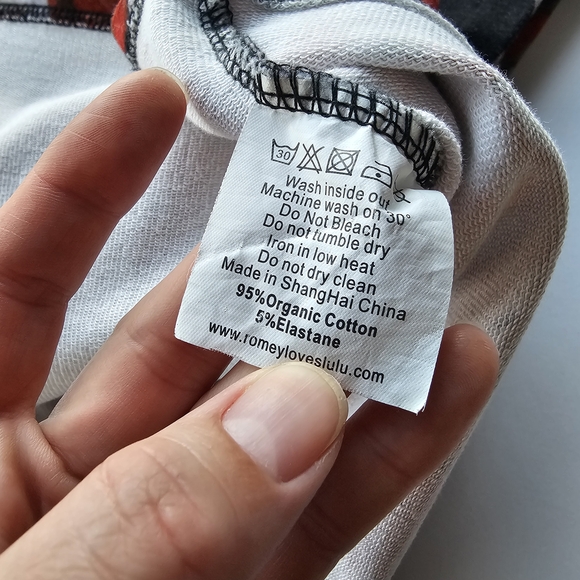 30
Wash inside out
Machine wash on 30°
Do Not Bleach
Do not tumble dry
Iron in low heat
Do not dry clean
Made in ShangHai China
95%Organic Cotton
5%Elastane
www.romeyloveslulu.com